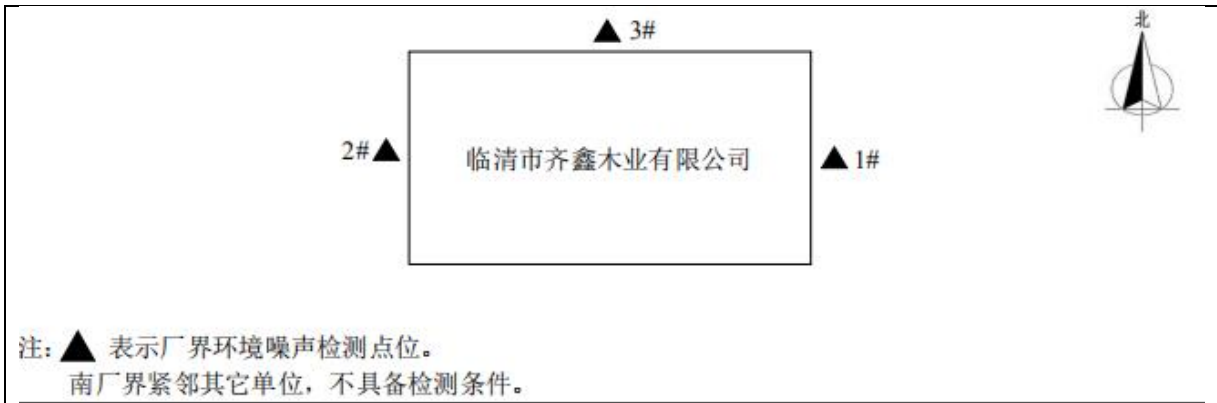 北
▲ 3#
2#▲
临清市齐鑫木业有限公司
▲ 1#
注：▲ 表示厂界环境噪声检测点位。
南厂界紧邻其它单位，不具备检测条件。